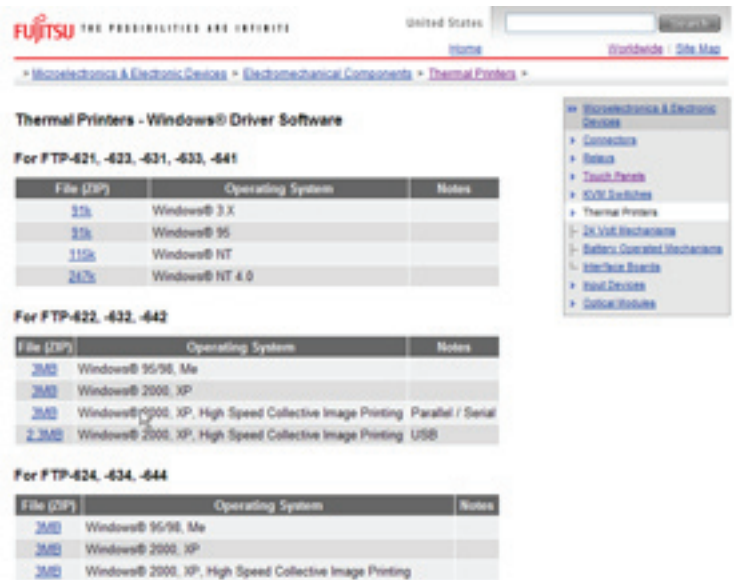 FUJITSU THE POSSIBILITIES ARE INFINITE
United States
Search
Home
Worldwide | Site Map
» Microelectronics & Electronic Devices > Electromechanical Components > Thermal Printers >
Thermal Printers - Windows® Driver Software
For FTP-621, -623, -631, -633, -641
File (ZIP) Operating System Notes
91k Windows® 3.X
91k Windows® 95
115k Windows® NT
247k Windows® NT 4.0
For FTP-622, -632, -642
File (ZIP) Operating System Notes
3MB Windows® 95/98, Me
3MB Windows® 2000, XP
3MB Windows® 2000, XP, High Speed Collective Image Printing Parallel / Serial
2.3MB Windows® 2000, XP, High Speed Collective Image Printing USB
For FTP-624, -634, -644
File (ZIP) Operating System Notes
3MB Windows® 95/98, Me
3MB Windows® 2000, XP
3MB Windows® 2000, XP, High Speed Collective Image Printing
Microelectronics & Electronic
Devices
Connectors
Relays
Touch Panels
KVM Switches
Thermal Printers
24 Volt Mechanisms
Battery Operated Mechanisms
Interface Boards
Input Devices
Optical Modules